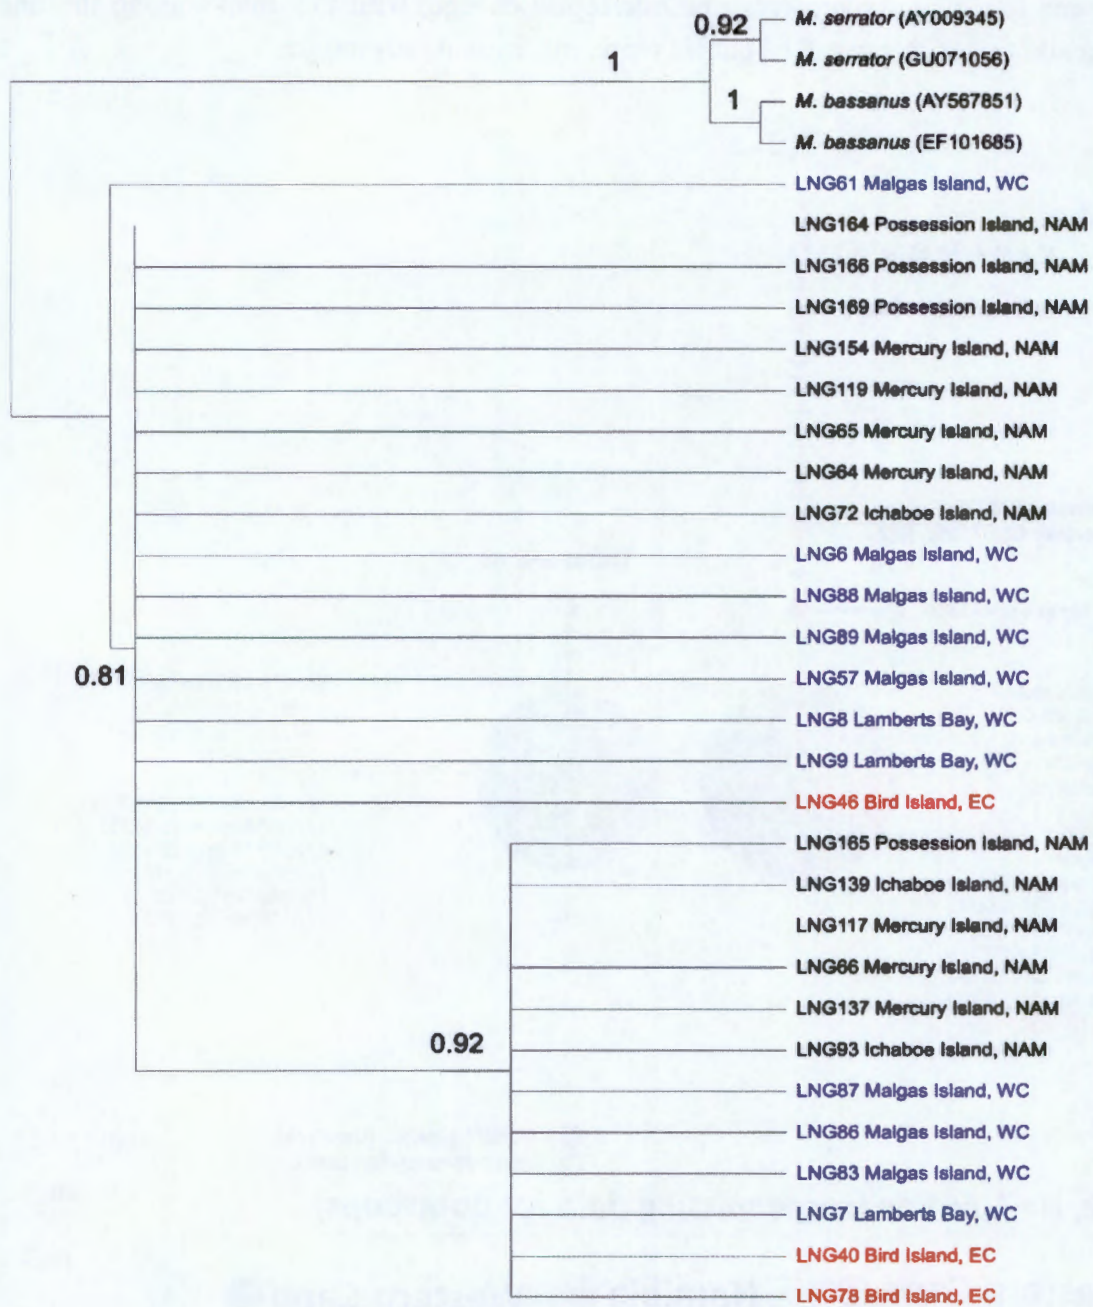 0.92
M. serrator (AY009345)
M. serrator (GU071056)
1
1
M. bassanus (AY567851)
M. bassanus (EF101685)
LNG61 Malgas Island, WC
LNG164 Possession Island, NAM
LNG166 Possession Island, NAM
LNG169 Possession Island, NAM
LNG154 Mercury Island, NAM
LNG119 Mercury Island, NAM
LNG65 Mercury Island, NAM
LNG64 Mercury Island, NAM
LNG72 Ichaboe Island, NAM
LNG6 Malgas Island, WC
LNG88 Malgas Island, WC
LNG89 Malgas Island, WC
0.81
LNG57 Malgas Island, WC
LNG8 Lamberts Bay, WC
LNG9 Lamberts Bay, WC
LNG46 Bird Island, EC
LNG165 Possession Island, NAM
LNG139 Ichaboe Island, NAM
LNG117 Mercury Island, NAM
LNG66 Mercury Island, NAM
LNG137 Mercury Island, NAM
0.92
LNG93 Ichaboe Island, NAM
LNG87 Malgas Island, WC
LNG86 Malgas Island, WC
LNG83 Malgas Island, WC
LNG7 Lamberts Bay, WC
LNG40 Bird Island, EC
LNG78 Bird Island, EC